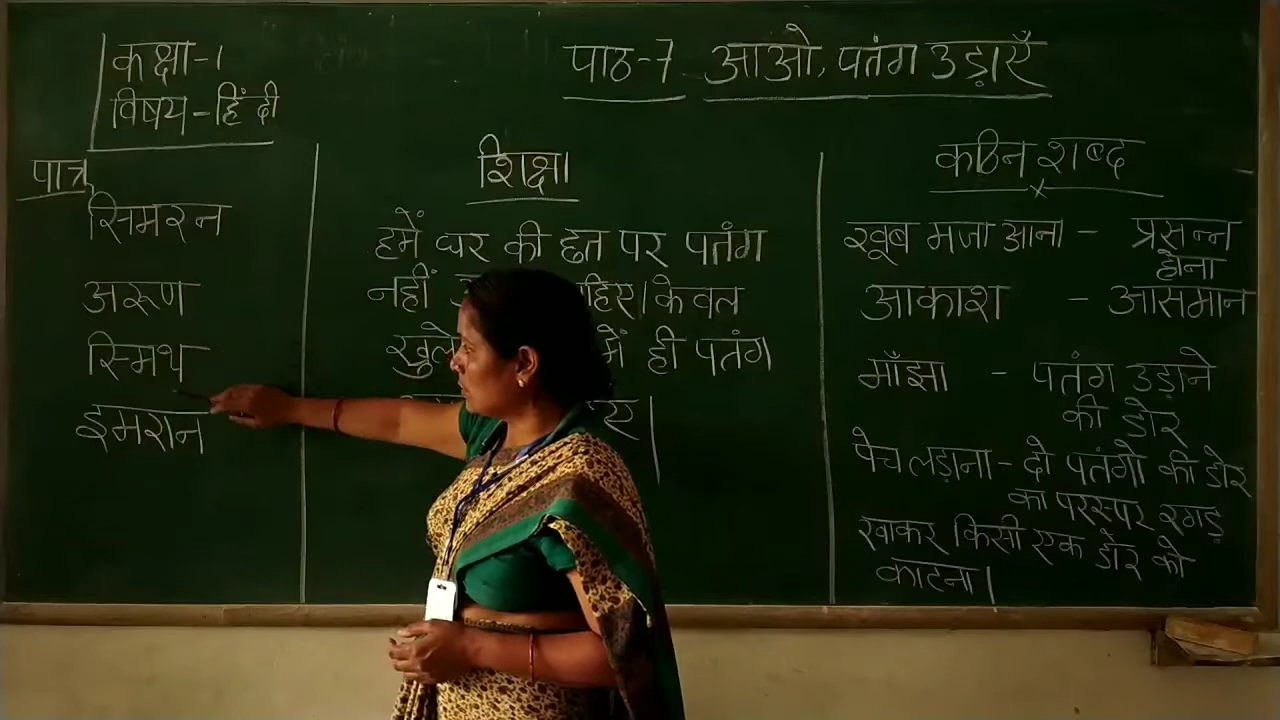 कक्षा-1
विषय-हिंदी
पाठ-7 आओ, पतंग उड़ाएँ
पात्र
सिमरन
अरूण
स्मिथ
इमरान
शिक्षा
हमें घर की छत पर पतंग
नहीं केवल
खुले में ही पतंग
कठिन शब्द
खूब मजा आना - प्रसन्न
होना
आकाश - आसमान
माँझा - पतंग उड़ाने
की डोर
पेच लड़ाना - दो पतंगो की डोर
का परस्पर रगड़
खाकर किसी एक डोर को
काटना।